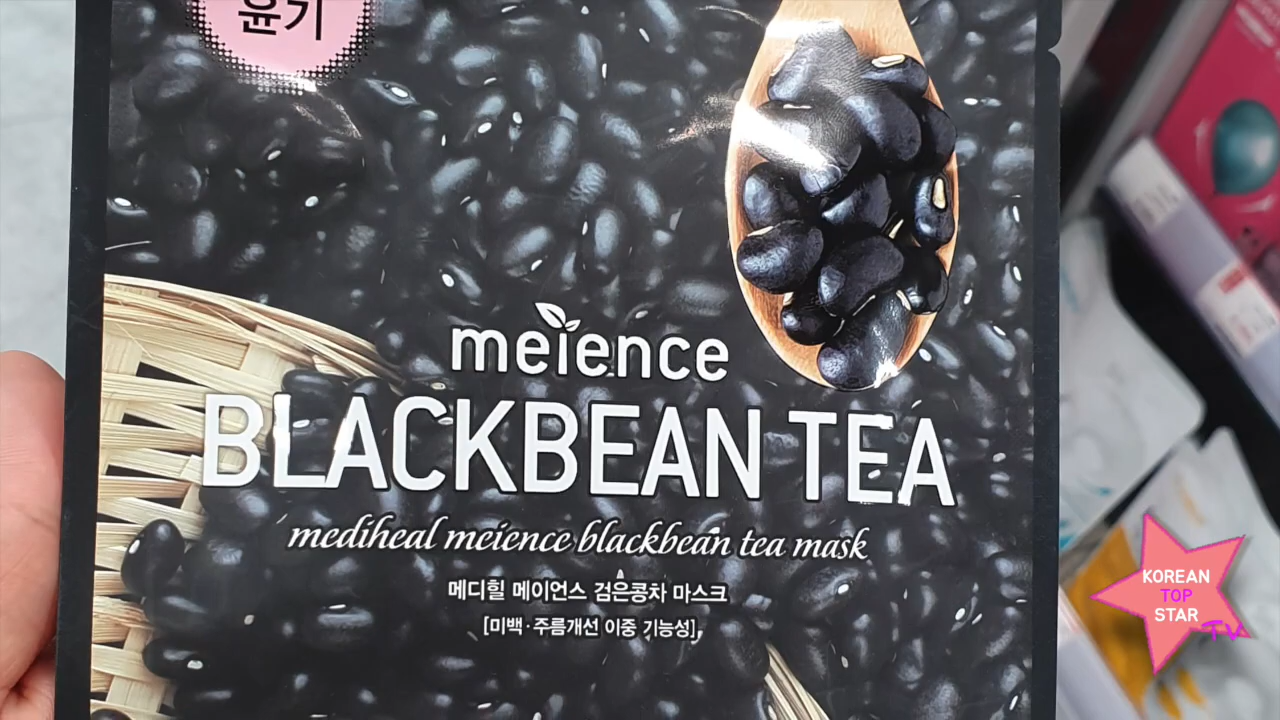 윤기
meience
BLACKBEAN TEA
mediheal meience blackbean tea mask
메디힐 메이언스 검은콩차 마스크
[미백·주름개선 이중 기능성]
KOREAN
TOP
STAR
TV